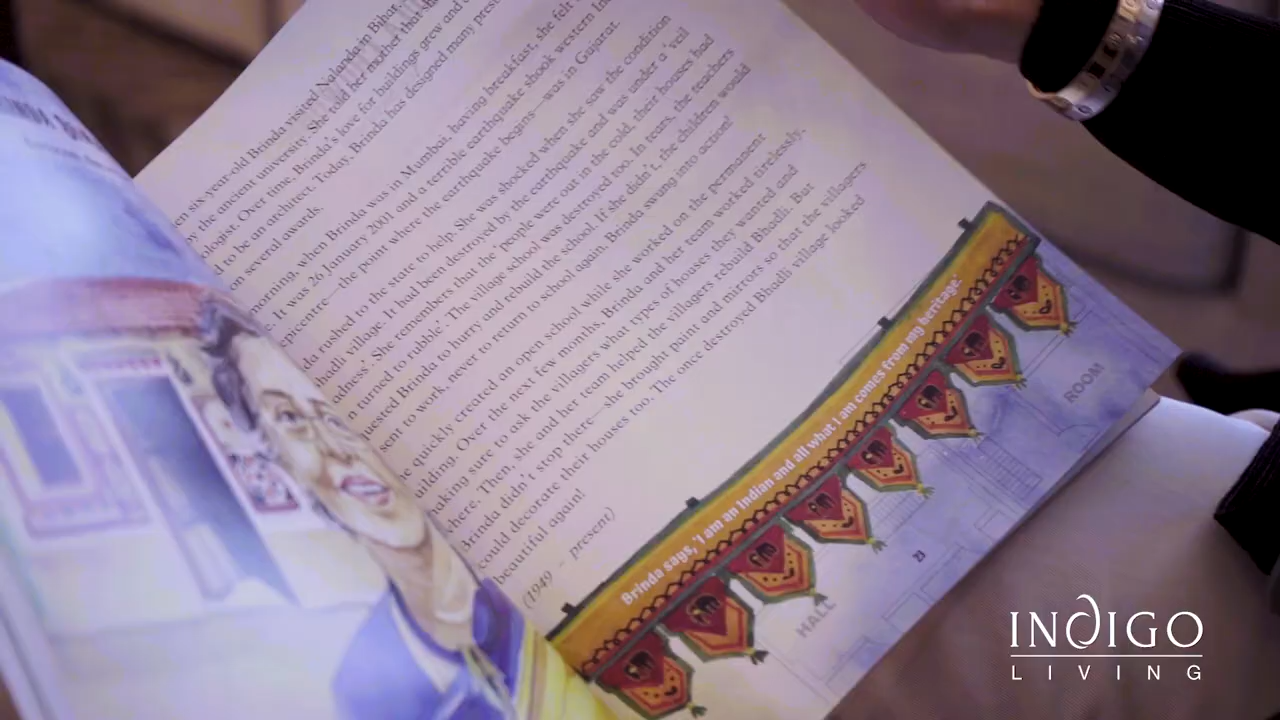 six year-old Brinda visited Nalanda in Bihar
the ancient university. She told her mother that she
Over time, Brinda's love for buildings grew and
to be an architect. Today, Brinda has designed many
several awards.
when Brinda was in Mumbai, having breakfast, she felt
It was 26 January 2001 and a terrible earthquake shook western
epicentre—the point where the earthquake begins—was in Gujarat.
rushed to the state to help. She was shocked when she saw the condition
village. It had been destroyed by the earthquake and was under a 'veil
She remembers that the 'people were out in the cold, their houses had
turned to rubble'. The village school was destroyed too. In tears, the teachers
Brinda to hurry and rebuild the school. If she didn't, the children would
sent to work, never to return to school again. Brinda swung into action!
quickly created an open school while she worked on the permanent
building. Over the next few months, Brinda and her team worked tirelessly,
making sure to ask the villagers what types of houses they wanted and
where. Then, she and her team helped the villagers rebuild Bhadli. But
Brinda didn't stop there—she brought paint and mirrors so that the villagers
could decorate their houses too. The once destroyed Bhadli village looked
beautiful again!
(1949 - present)
Brinda says, 'I am an Indian and all what I am comes from my heritage.'
ROOM
HALL
23
INDIGO
LIVING